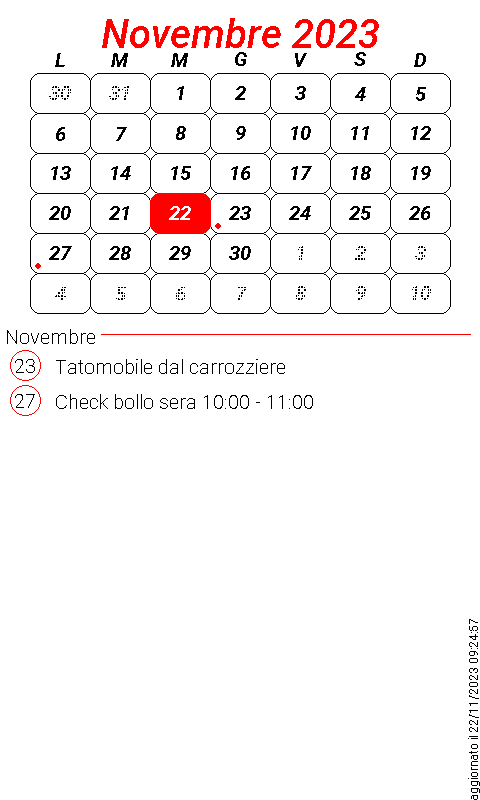 Novembre 2023
L M M G V S D
30 31 1 2 3 4 5
6 7 8 9 10 11 12
13 14 15 16 17 18 19
20 21 22 23 24 25 26
27 28 29 30 1 2 3
4 5 6 7 8 9 10
Novembre
23 Tatomobile dal carrozziere
27 Check bollo sera 10:00 - 11:00
aggiornato il 22/11/2023 09:24:57